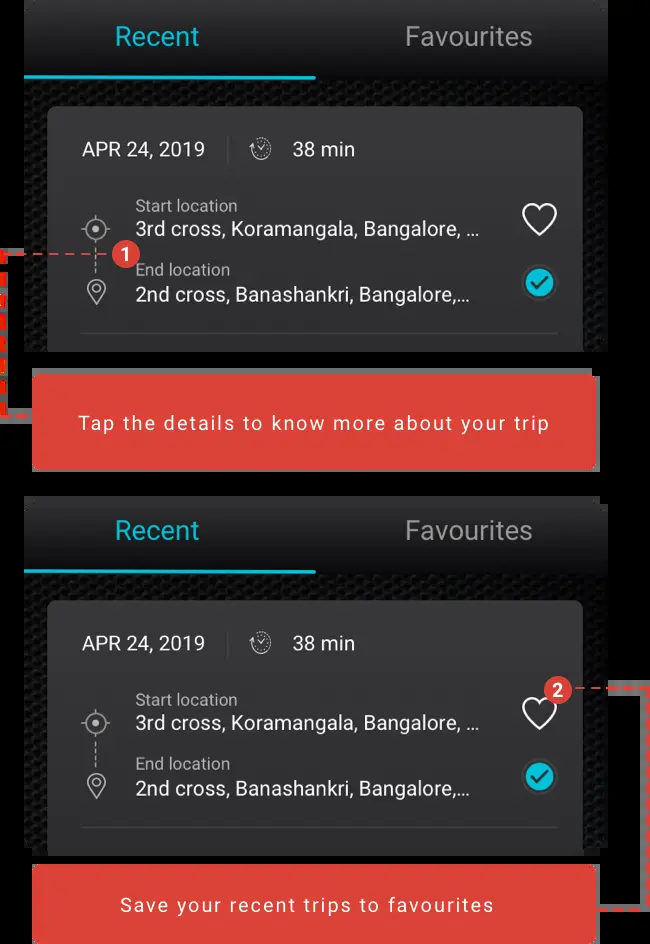 Recent Favourites
APR 24, 2019 38 min
Start location
3rd cross, Koramangala, Bangalore, ...
1
End location
2nd cross, Banashankri, Bangalore,...
Tap the details to know more about your trip
Recent Favourites
APR 24, 2019 38 min
2
Start location
3rd cross, Koramangala, Bangalore, ...
End location
2nd cross, Banashankri, Bangalore,...
Save your recent trips to favourites